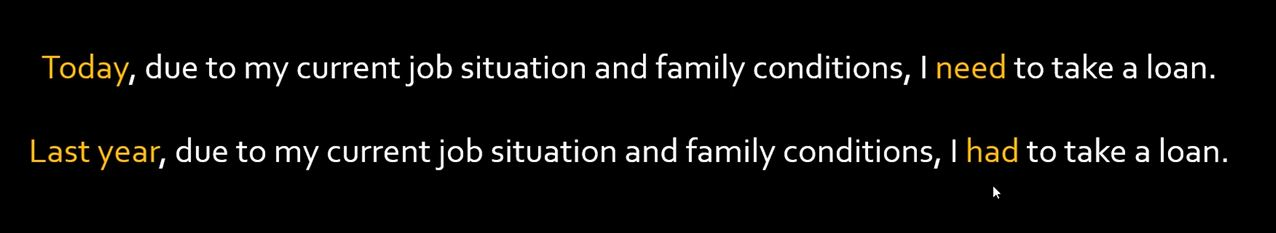 Today, due to my current job situation and family conditions, I need to take a loan.
Last year, due to my current job situation and family conditions, I had to take a loan.